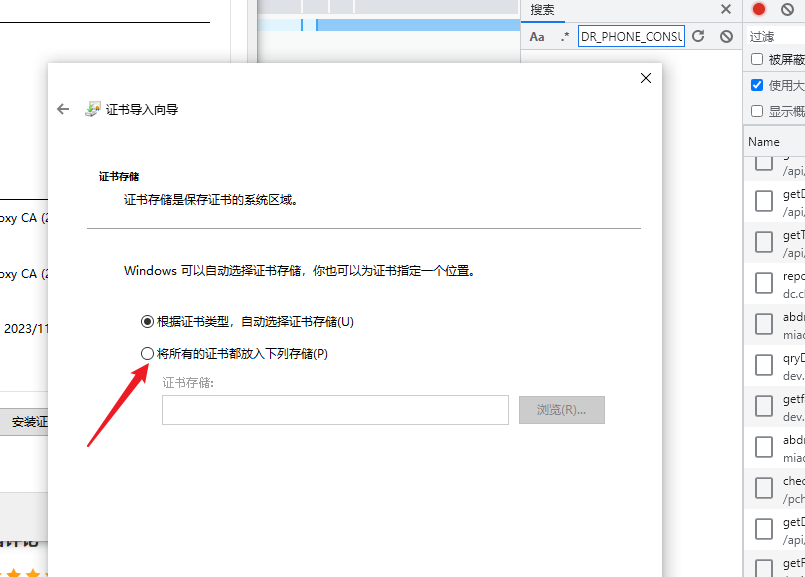 搜索
Aa
.*
DR_PHONE_CONSU
过滤
被屏蔽
使用大
显示概
Name
/api,
getD
/api,
getT
/api,
repo
dc.cl
abdr
miao
qryD
dev.
getf
dev.
abdr
miao
chec
/pch
getD
/api,
getF
oxy CA (2
oxy CA (2
2023/11
安装证
证书导入向导
证书存储
证书存储是保存证书的系统区域。
Windows 可以自动选择证书存储，你也可以为证书指定一个位置。
根据证书类型，自动选择证书存储(U)
将所有的证书都放入下列存储(P)
证书存储:
浏览(R)...